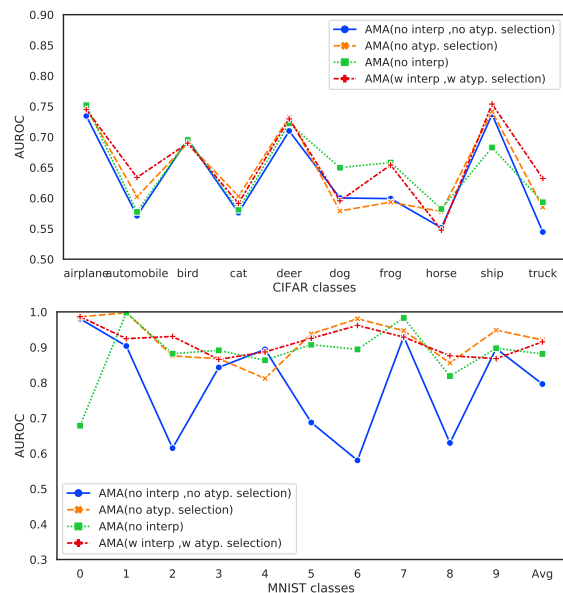 0.90
0.85
0.80
0.75
0.70
0.65
0.60
0.55
0.50
AUROC
AMA(no interp ,no atyp. selection)
AMA(no atyp. selection)
AMA(no interp)
AMA(w interp ,w atyp. selection)
airplane automobile bird cat deer dog frog horse ship truck
CIFAR classes
1.0
0.9
0.8
0.7
0.6
0.5
0.4
0.3
AUROC
AMA(no interp ,no atyp. selection)
AMA(no atyp. selection)
AMA(no interp)
AMA(w interp ,w atyp. selection)
0 1 2 3 4 5 6 7 8 9 Avg
MNIST classes